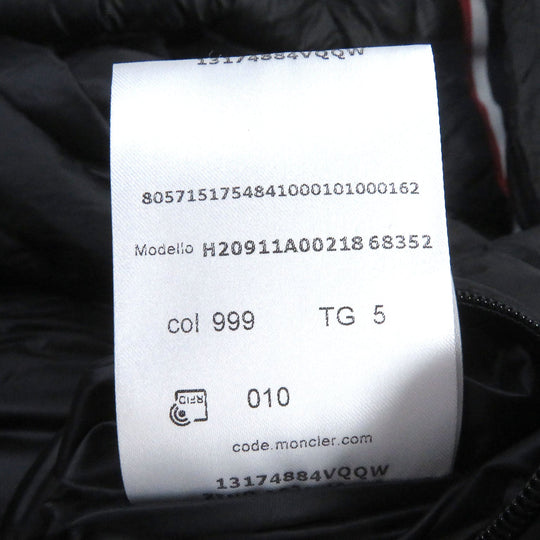 13174884VQQW
8057151754841000101000162
Modello H20911A00218 68352
col 999 TG 5
RFID 010
code.moncler.com
13174884VQQW